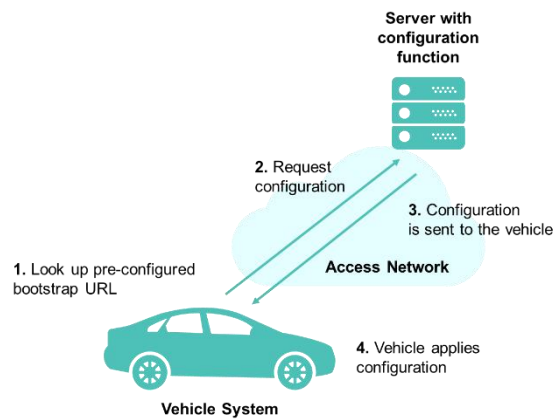 Server with
configuration
function
2. Request
configuration
3. Configuration
is sent to the vehicle
Access Network
1. Look up pre-configured
bootstrap URL
4. Vehicle applies
configuration
Vehicle System